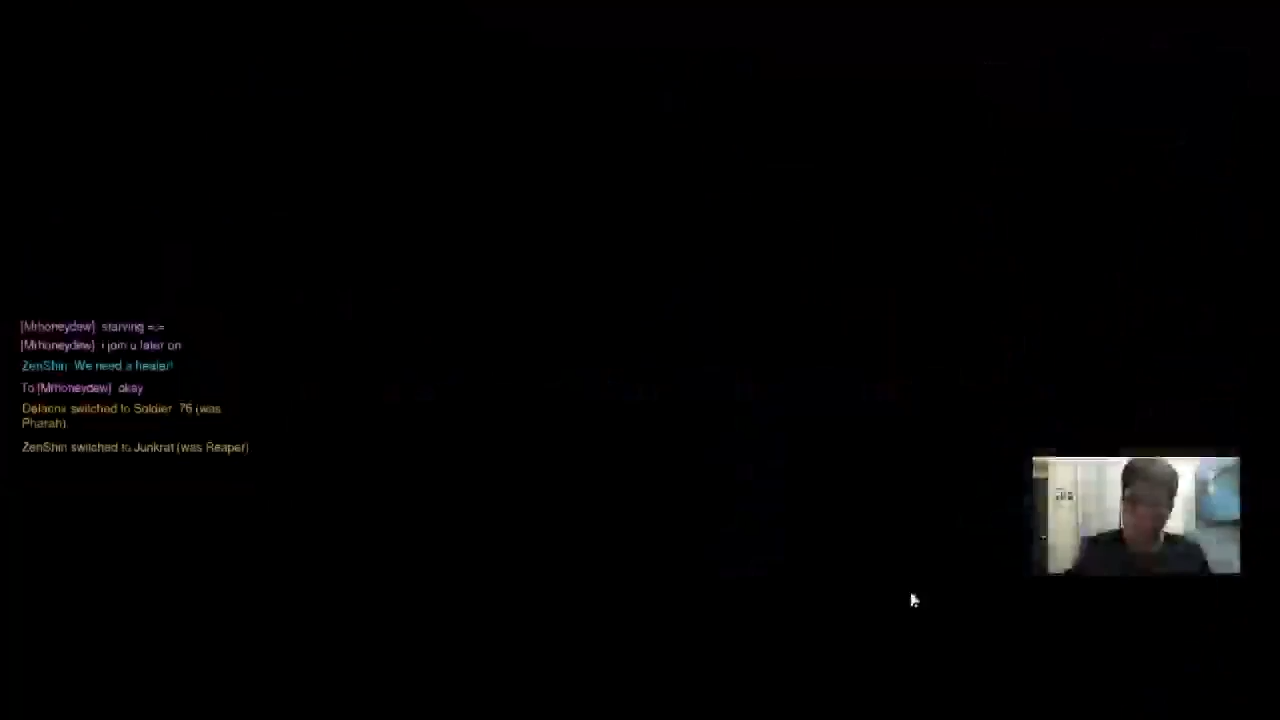 [Mrhoneydew] starving =.=
[Mrhoneydew] i join u later on
ZenShin We need a healer!
To [Mrhoneydew] okay
switched to Soldier 76 (was
Pharah)
ZenShin switched to Junkrat (was Reaper)